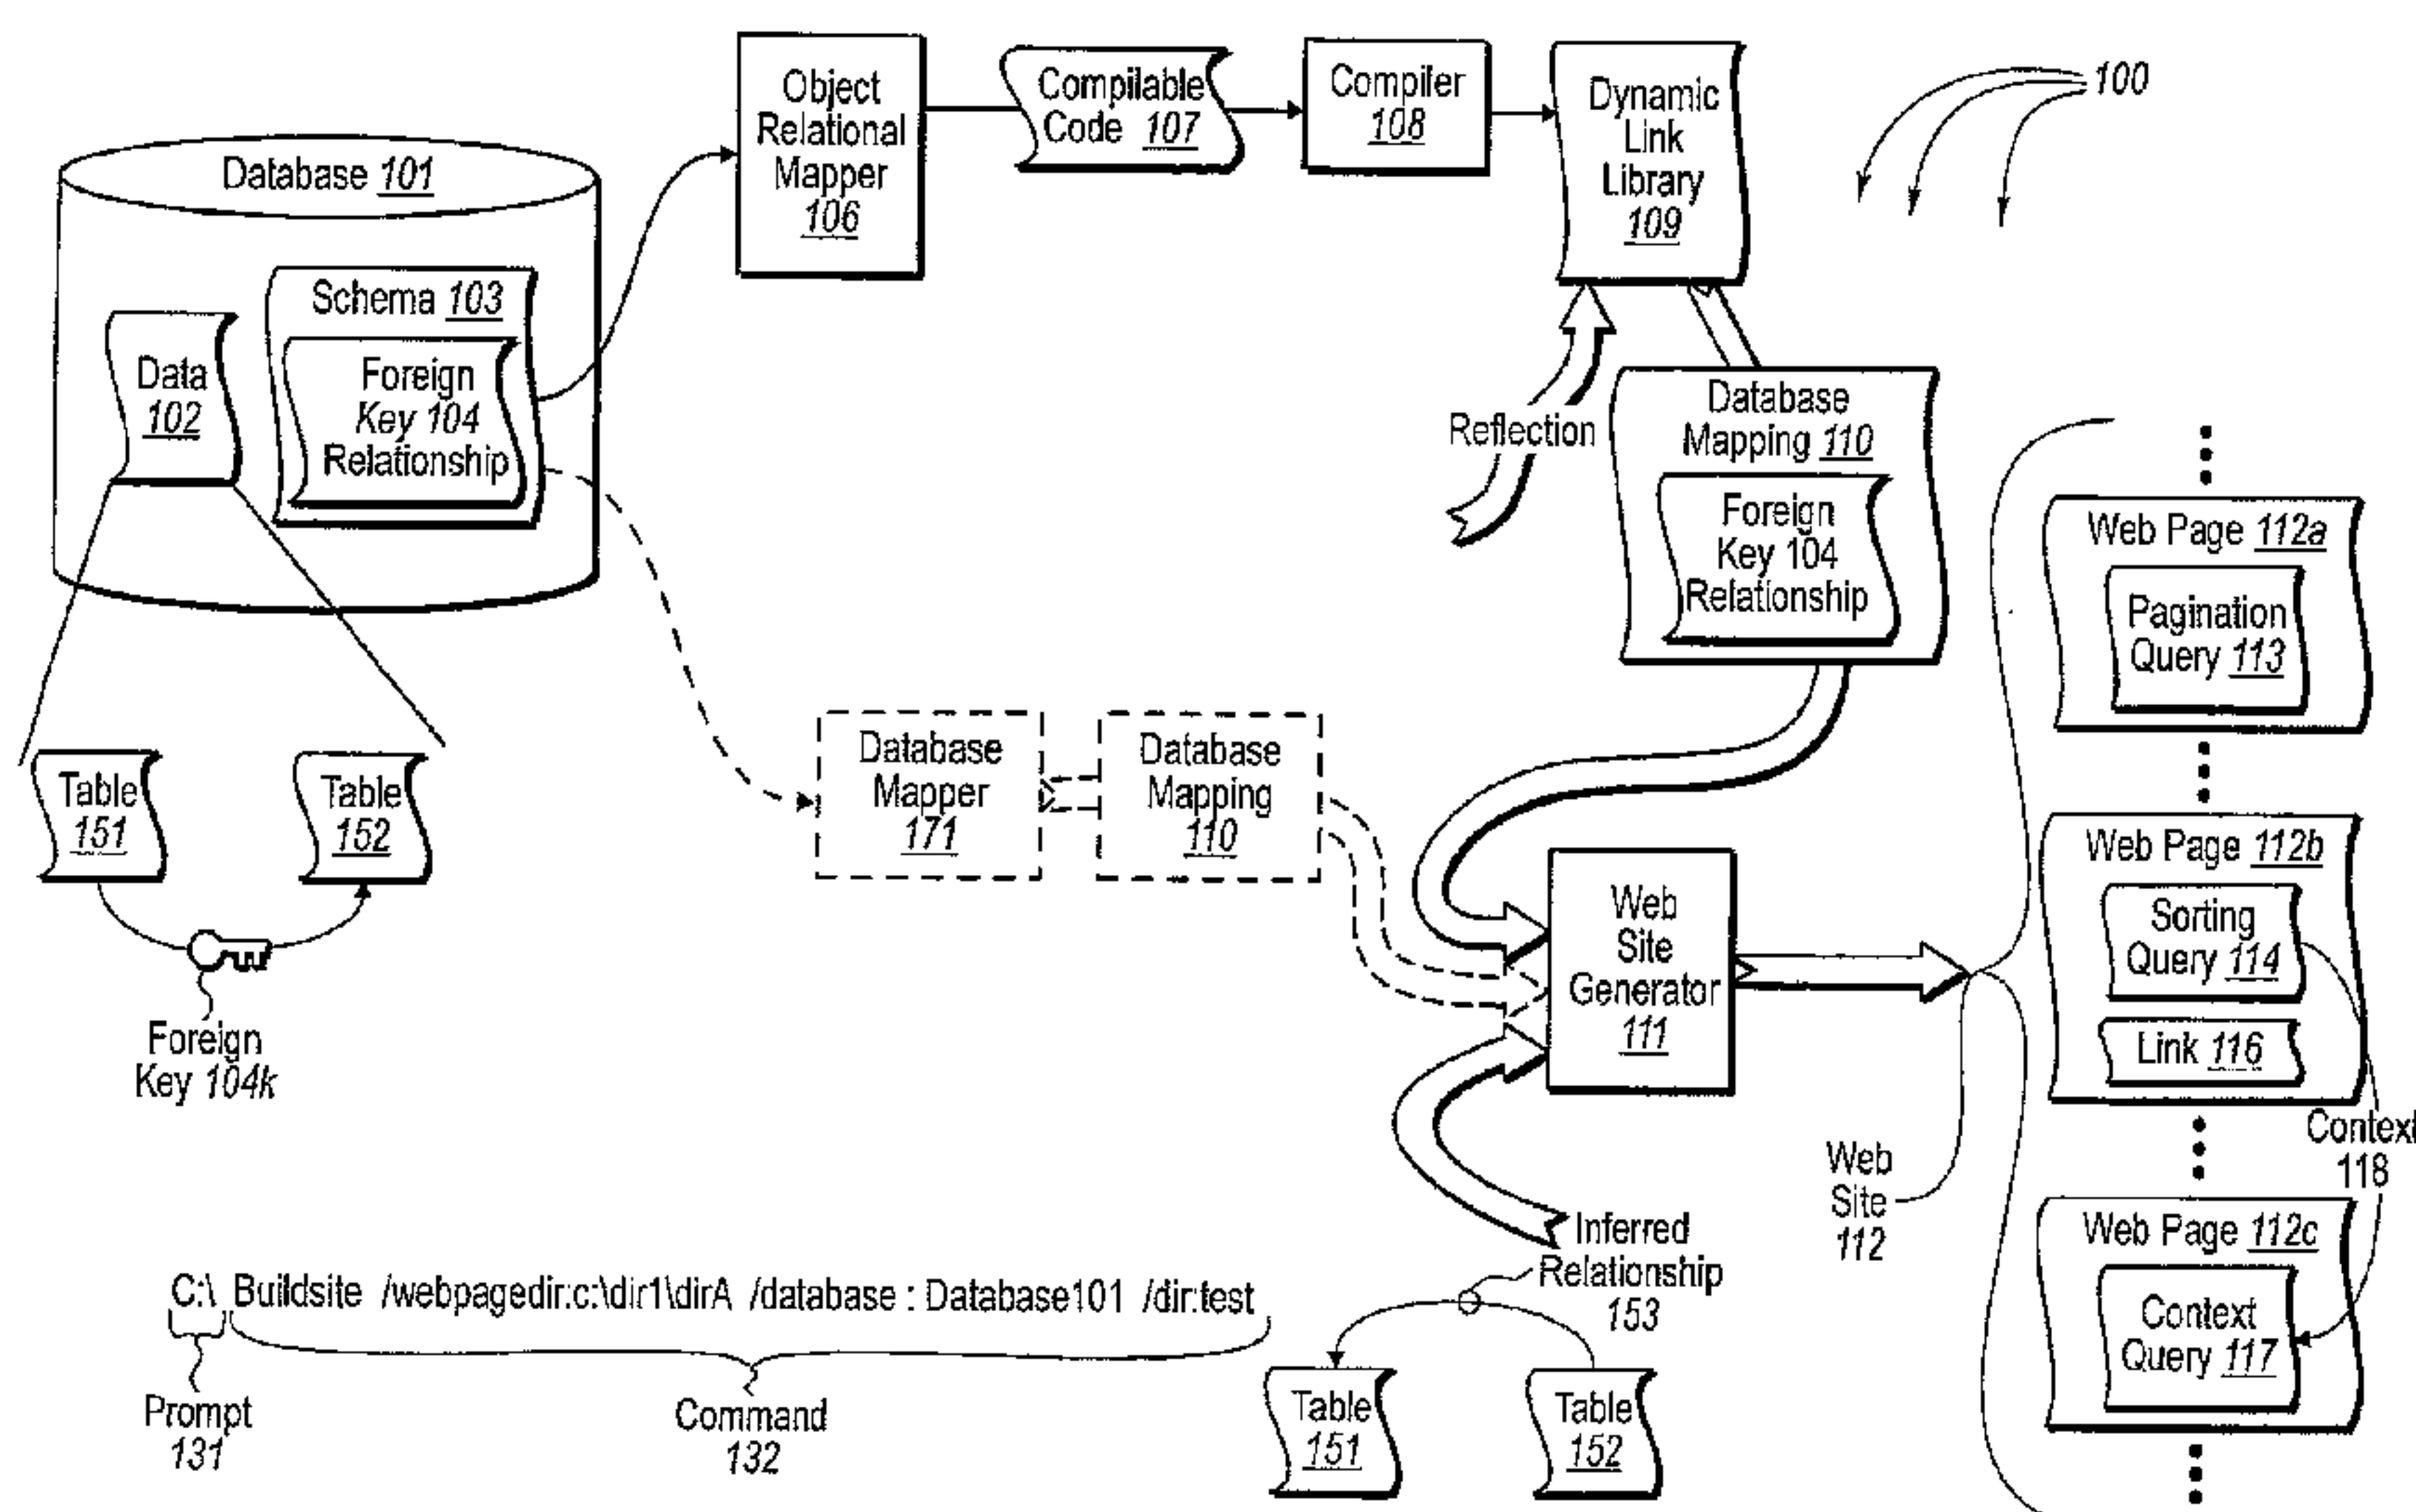 Object
Relational
Mapper
106
Compilable
Code 107
Compiler
108
Dynamic
Link
Library
109
100
Database 101
Schema 103
Foreign
Key 104
Relationship
Data
102
Reflection
Database
Mapping 110
Foreign
Key 104
Relationship
Web Page 112a
Pagination
Query 113
Table
151
Table
152
Foreign
Key 104k
Database
Mapper
171
Database
Mapping
110
Web
Site
Generator
111
Web Page 112b
Sorting
Query 114
Link 116
Context
118
Web
Site
112
Web Page 112c
Context
Query 117
Inferred
Relationship
153
C:\ Buildsite /webpagedir:c:\dir1\dirA /database : Database101 /dir:test
Prompt
131
Command
132
Table
151
Table
152